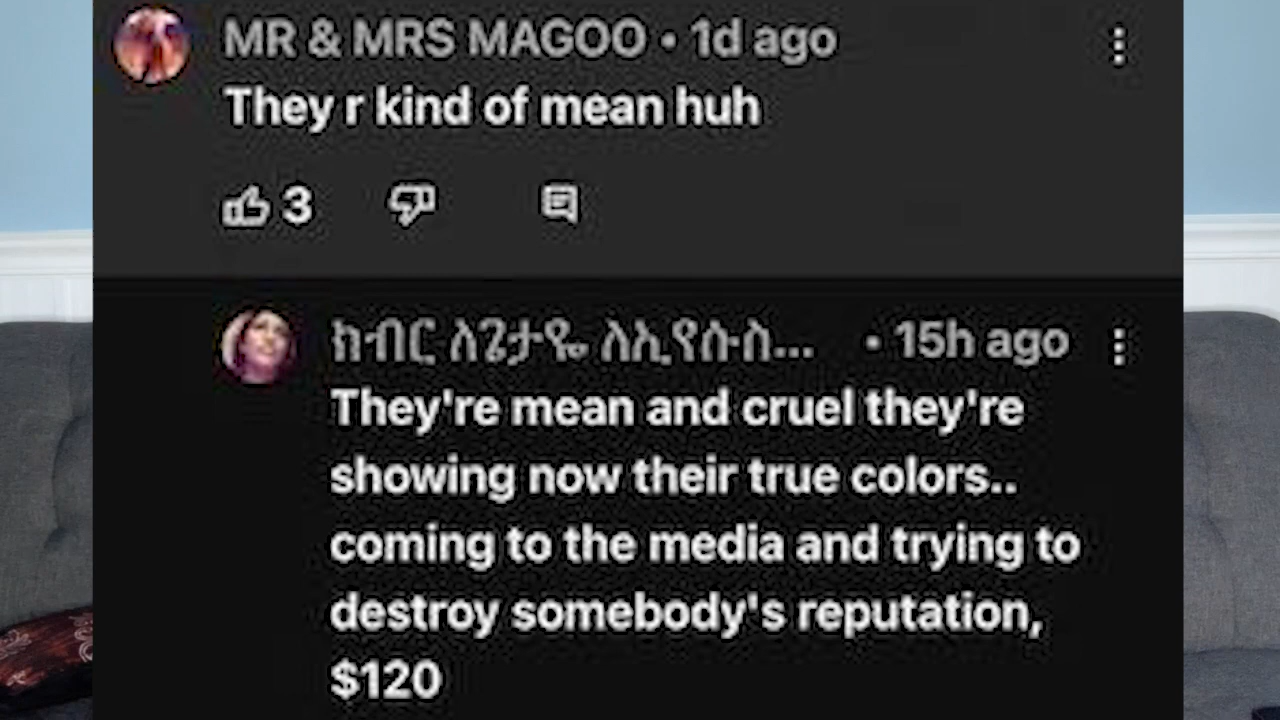 MR & MRS MAGOO • 1d ago
They r kind of mean huh
3
ክብር ለጌታዬ ለኢየሱስ... • 15h ago
They're mean and cruel they're
showing now their true colors..
coming to the media and trying to
destroy somebody's reputation,
$120